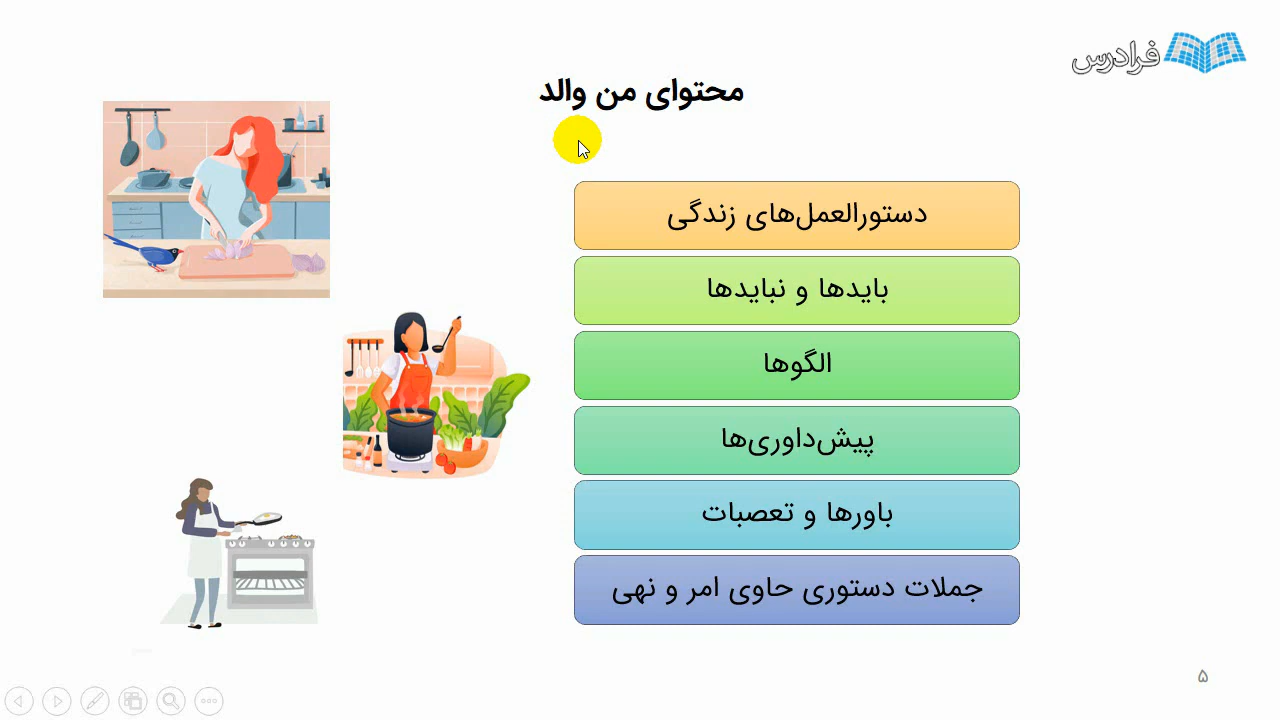 فرادرس
محتوای من والد
دستورالعمل‌های زندگی
بایدها و نبایدها
الگوها
پیش‌داوری‌ها
باورها و تعصبات
جملات دستوری حاوی امر و نهی
۵